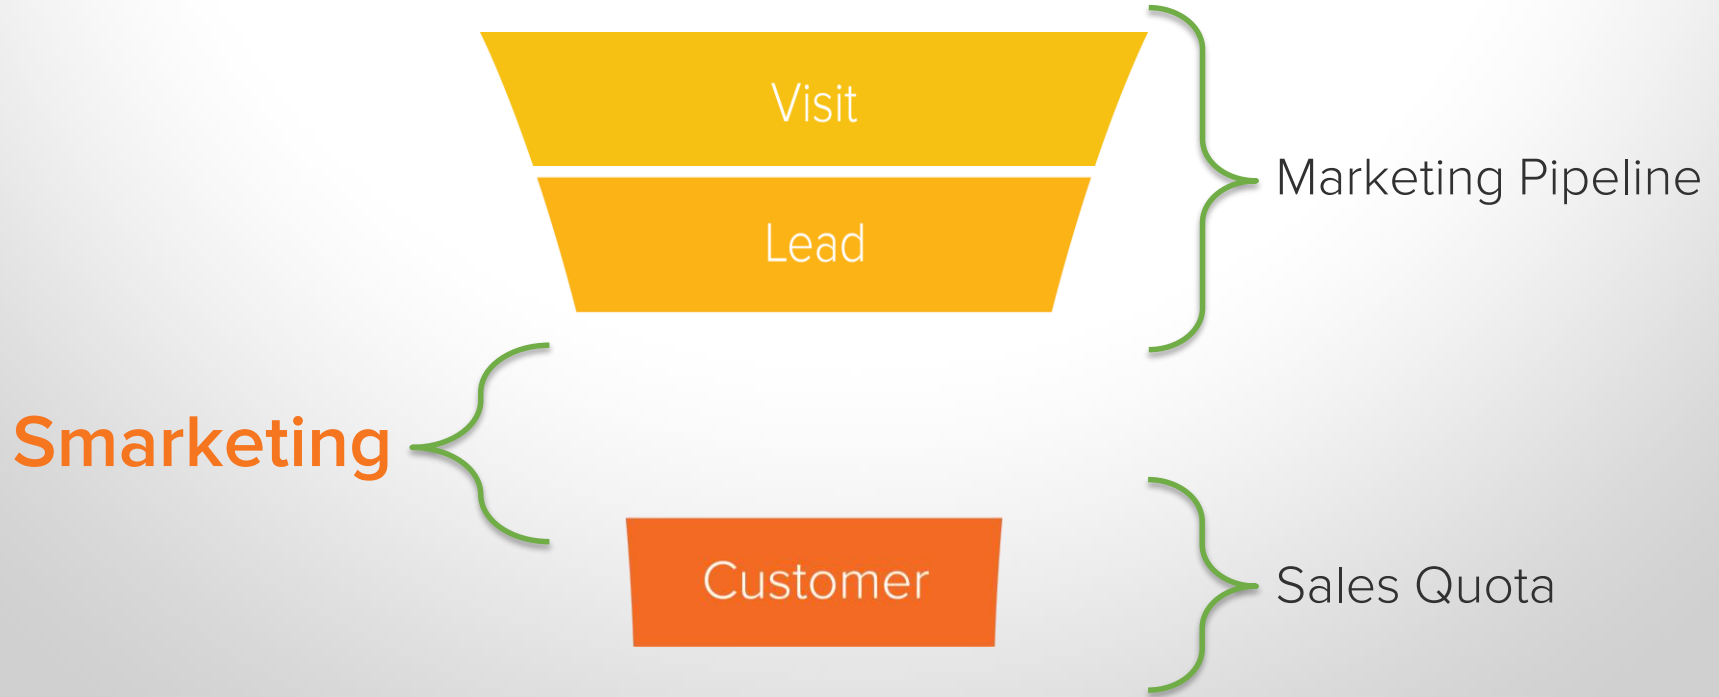 Visit
Marketing Pipeline
Lead
Smarketing
Customer
Sales Quota